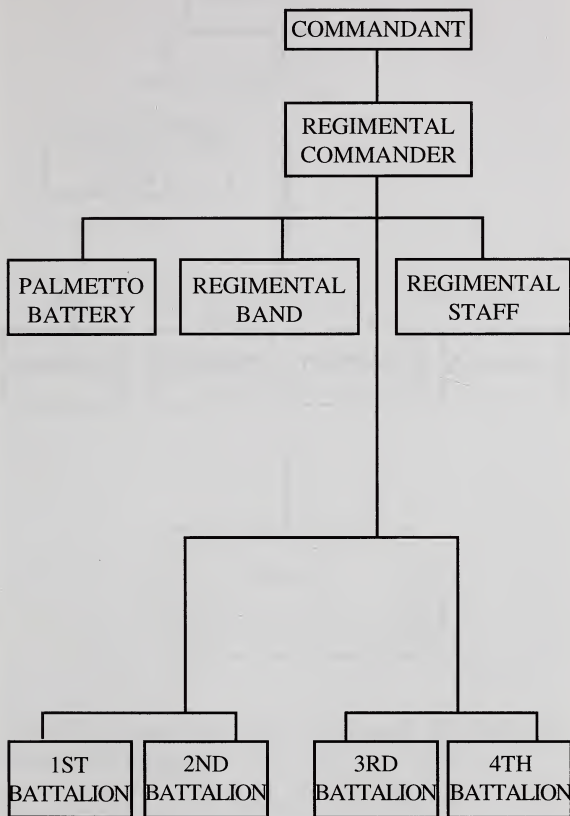 COMMANDANT
REGIMENTAL
COMMANDER
PALMETTO
BATTERY
REGIMENTAL
BAND
REGIMENTAL
STAFF
1ST
BATTALION
2ND
BATTALION
3RD
BATTALION
4TH
BATTALION